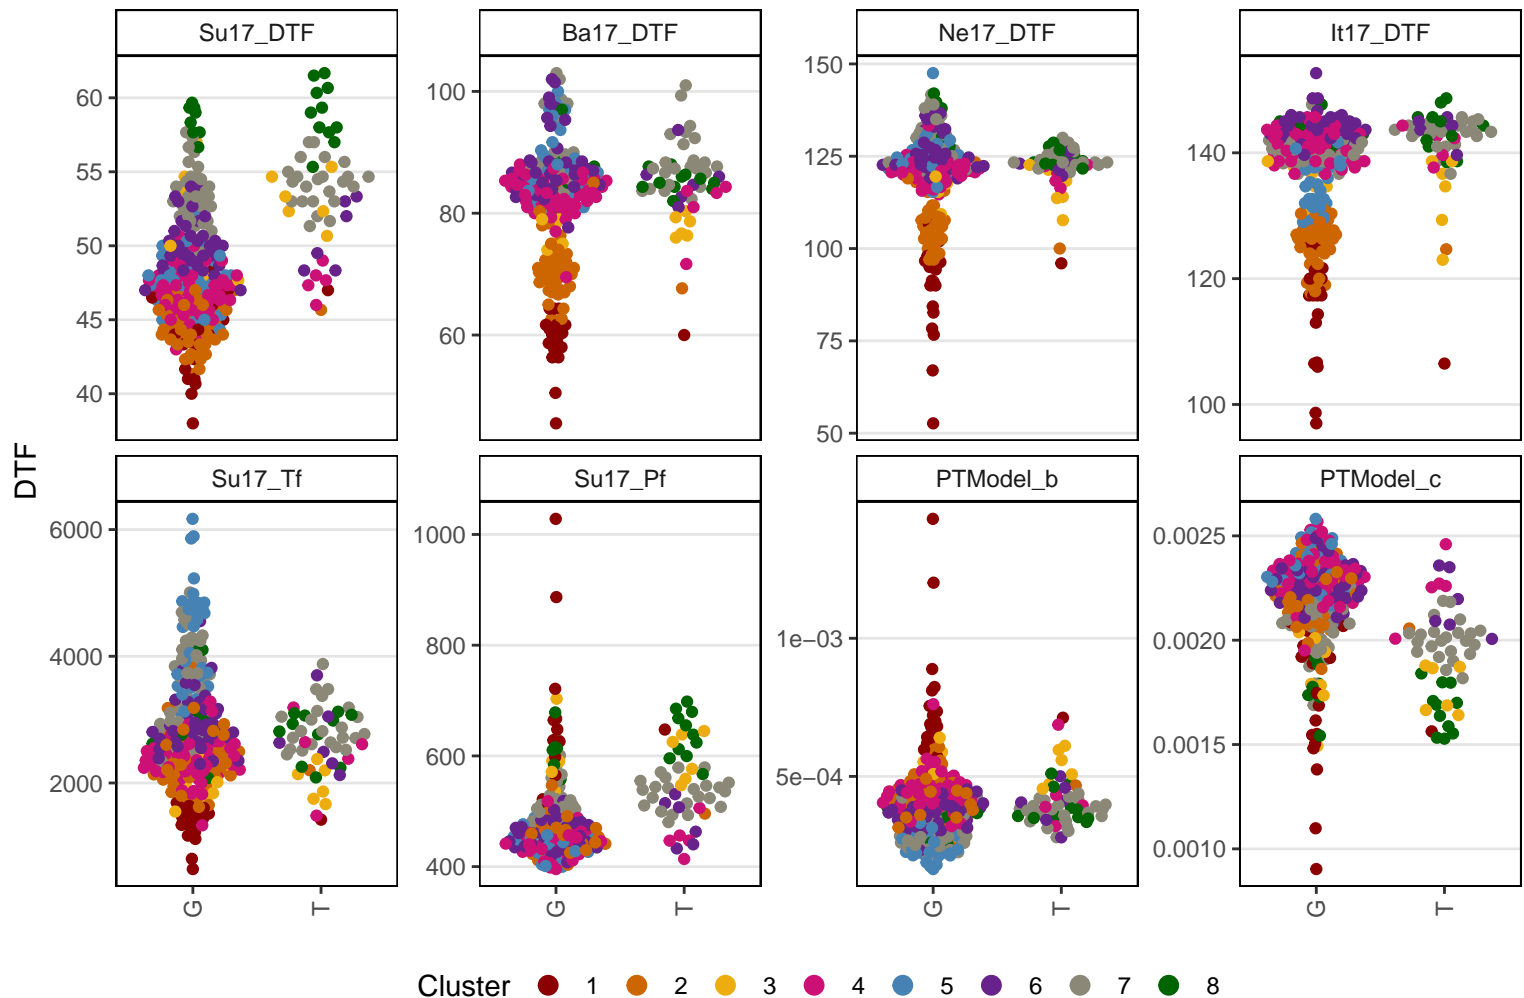 Su17_DTF Ba17_DTF Ne17_DTF It17_DTF
60 55 50 45 40
100 80 60
150 125 100 75 50
140 120 100
DTF
Su17_Tf Su17_Pf PTModel_b PTModel_c
6000 4000 2000
1000 800 600 400
1e−03 5e−04
0.0025 0.0020 0.0015 0.0010
G T G T G T G T
Cluster 1 2 3 4 5 6 7 8